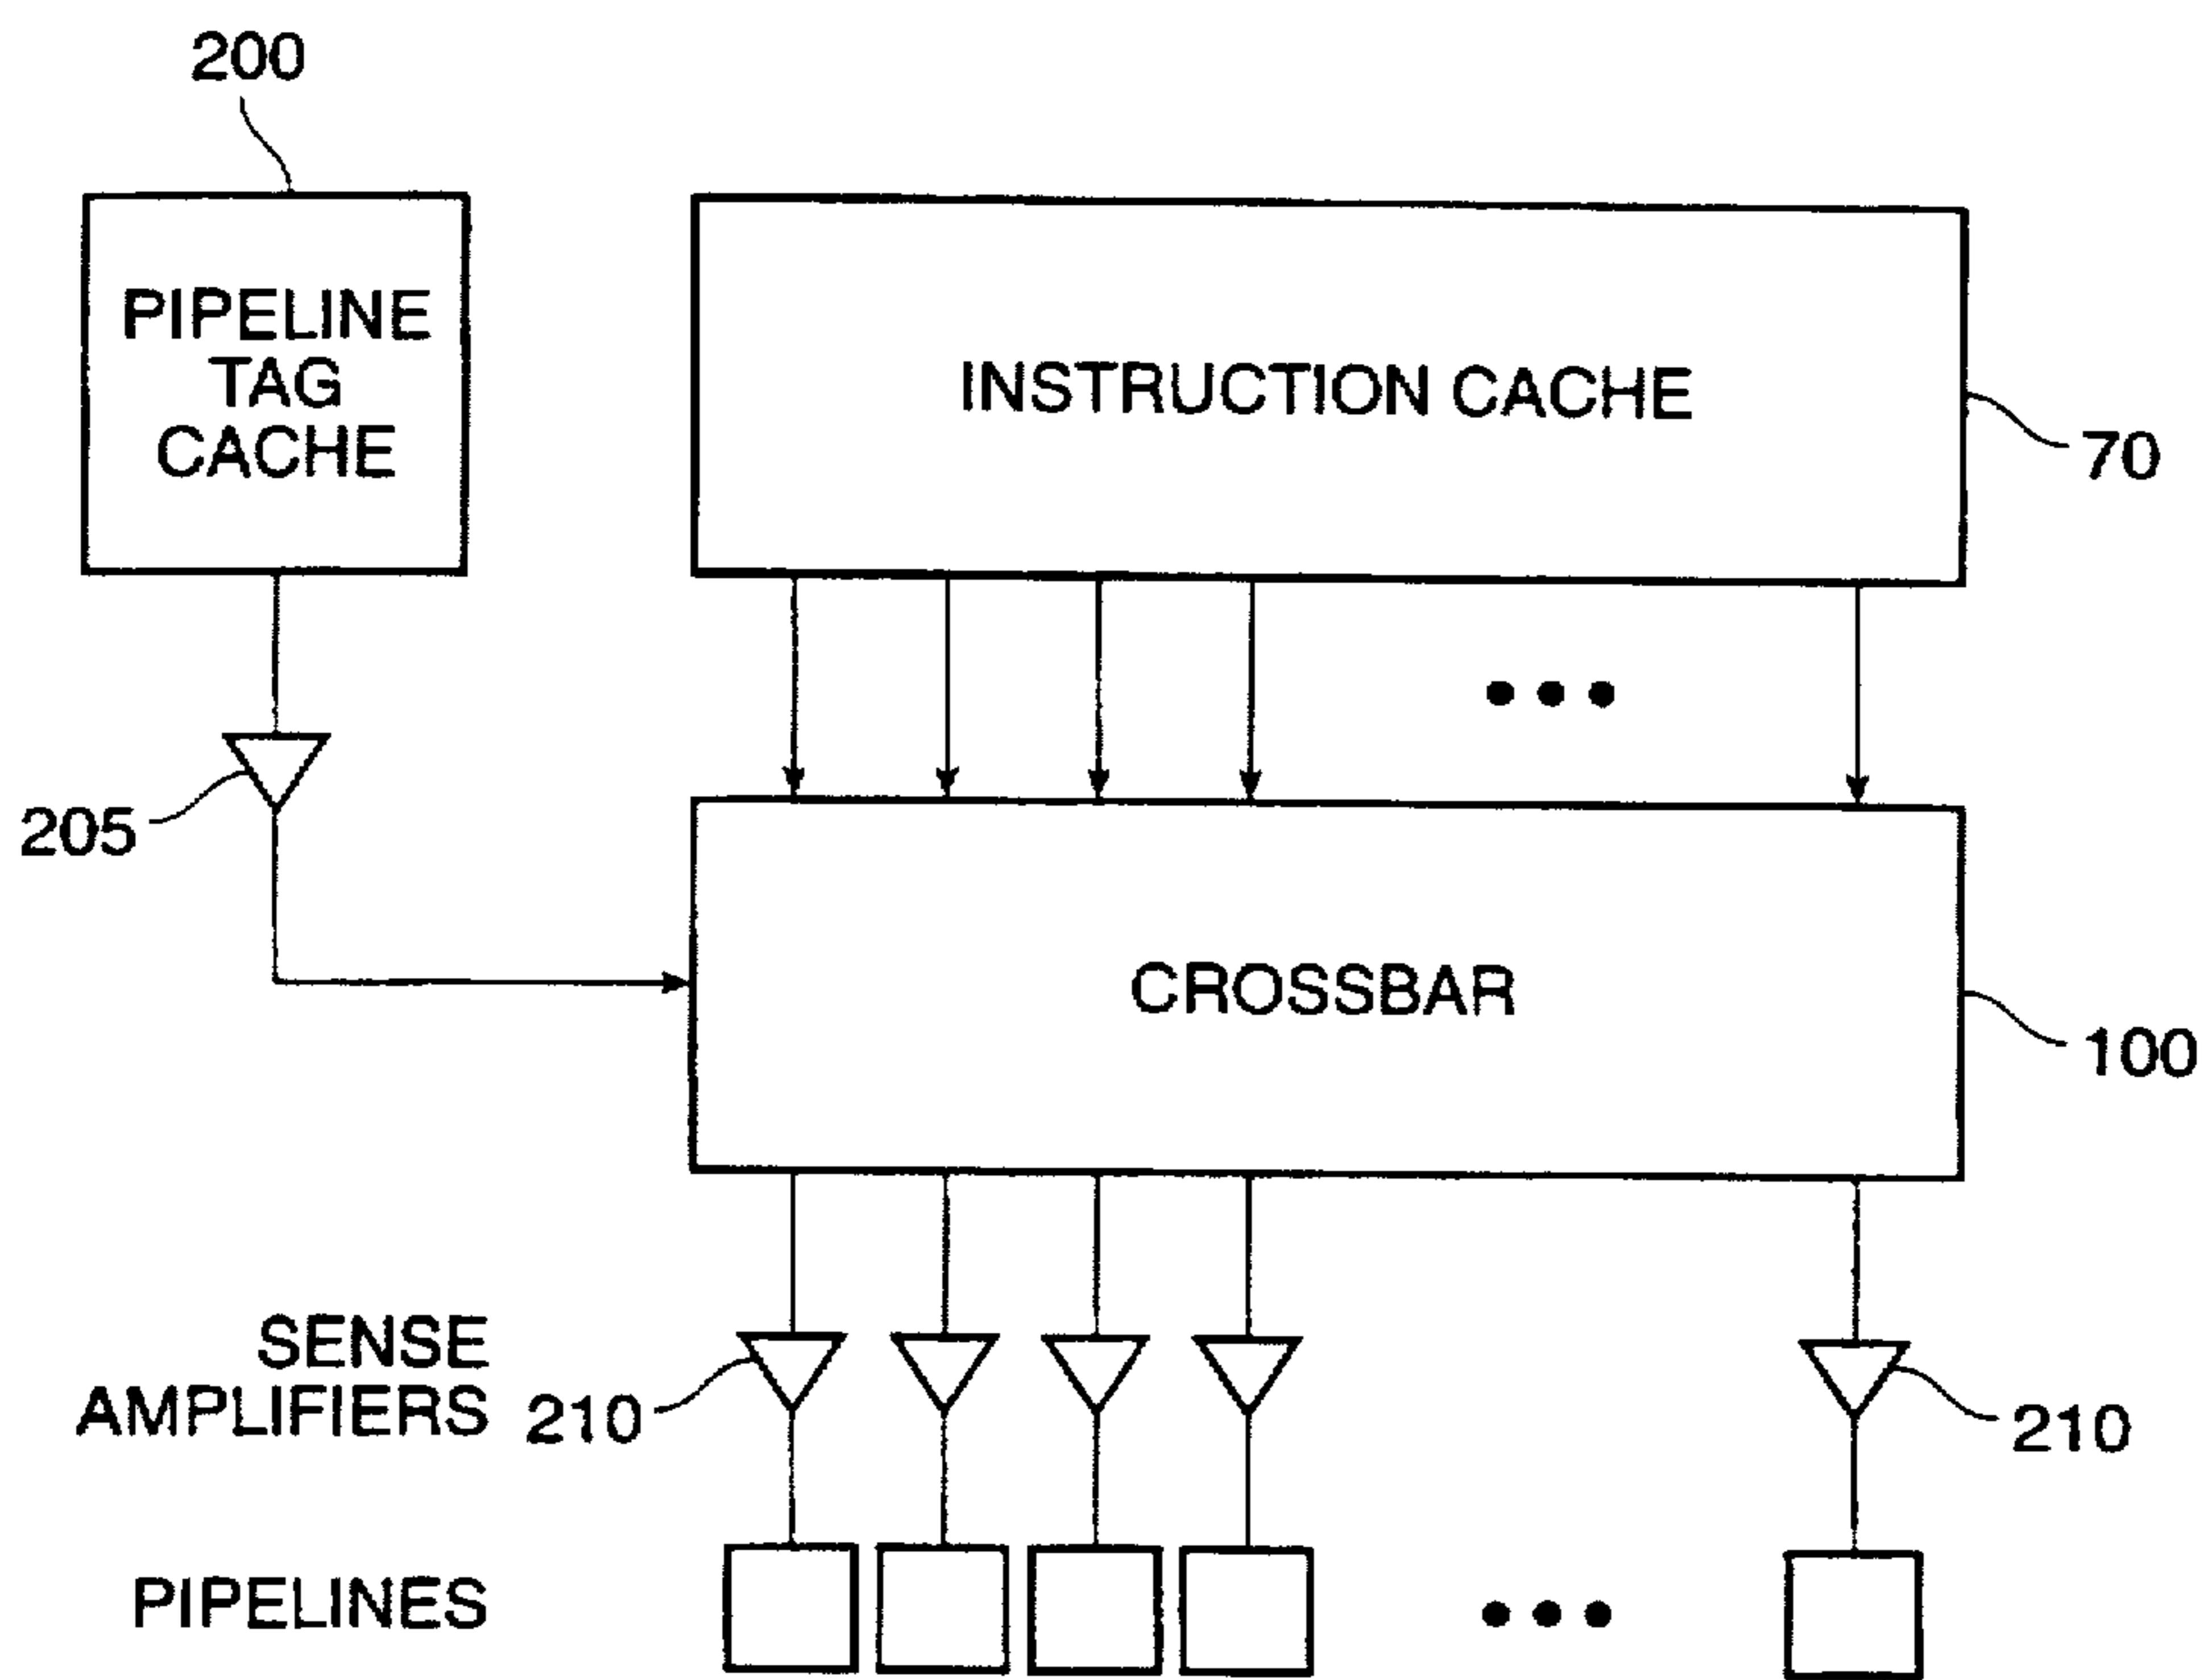 200
PIPELINE
TAG
CACHE
INSTRUCTION CACHE
70
205
CROSSBAR
100
SENSE
AMPLIFIERS
210
210
PIPELINES